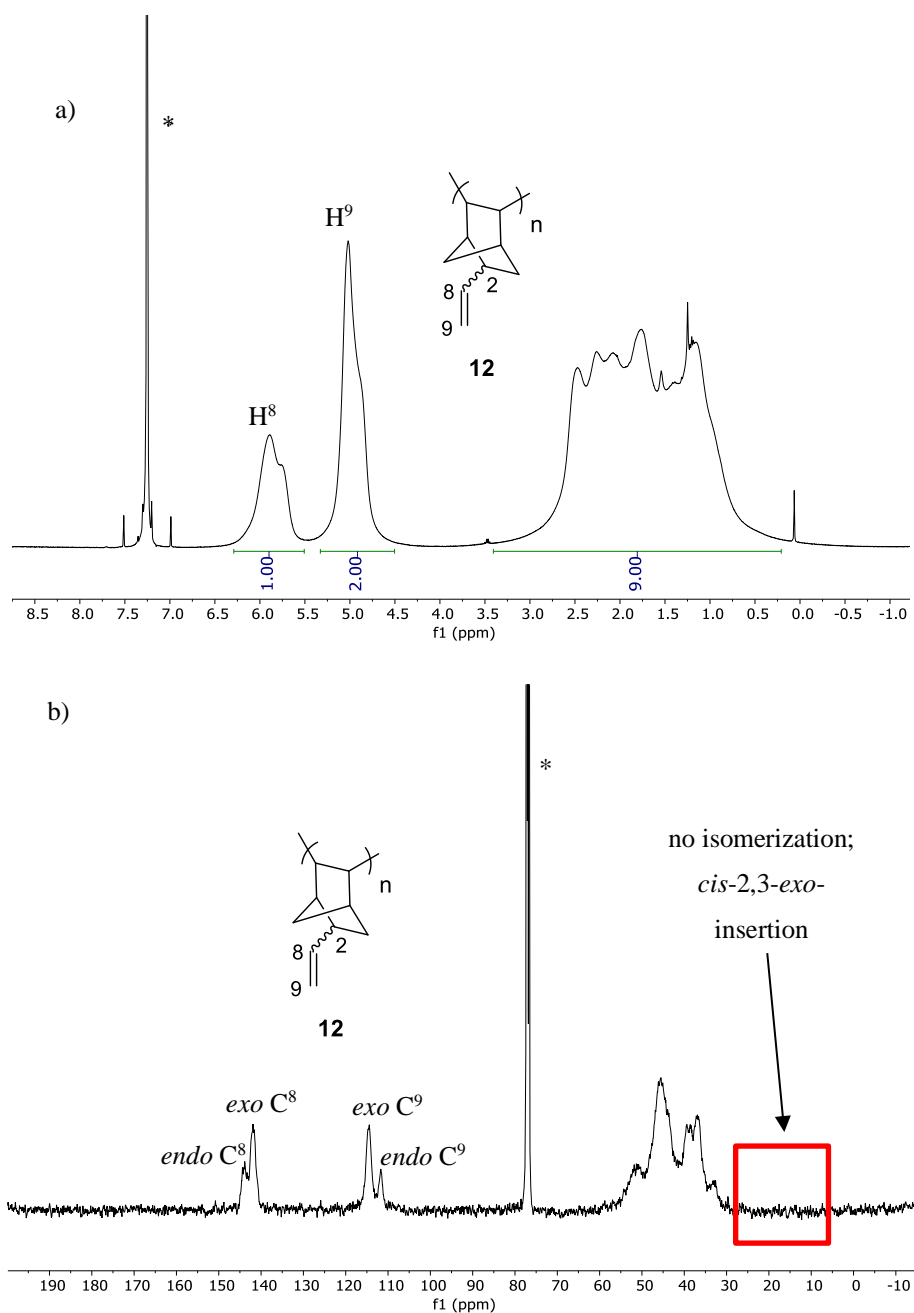 a)
*
H⁸
H⁹
n
8
2
9
12
1.00
2.00
9.00
8.5 8.0 7.5 7.0 6.5 6.0 5.5 5.0 4.5 4.0 3.5 3.0 2.5 2.0 1.5 1.0 0.5 0.0 -0.5 -1.0
f1 (ppm)
b)
*
no isomerization;
cis-2,3-exo-
insertion
n
8
2
9
12
exo C⁸
exo C⁹
endo C⁸
endo C⁹
190 180 170 160 150 140 130 120 110 100 90 80 70 60 50 40 30 20 10 0 -10
f1 (ppm)